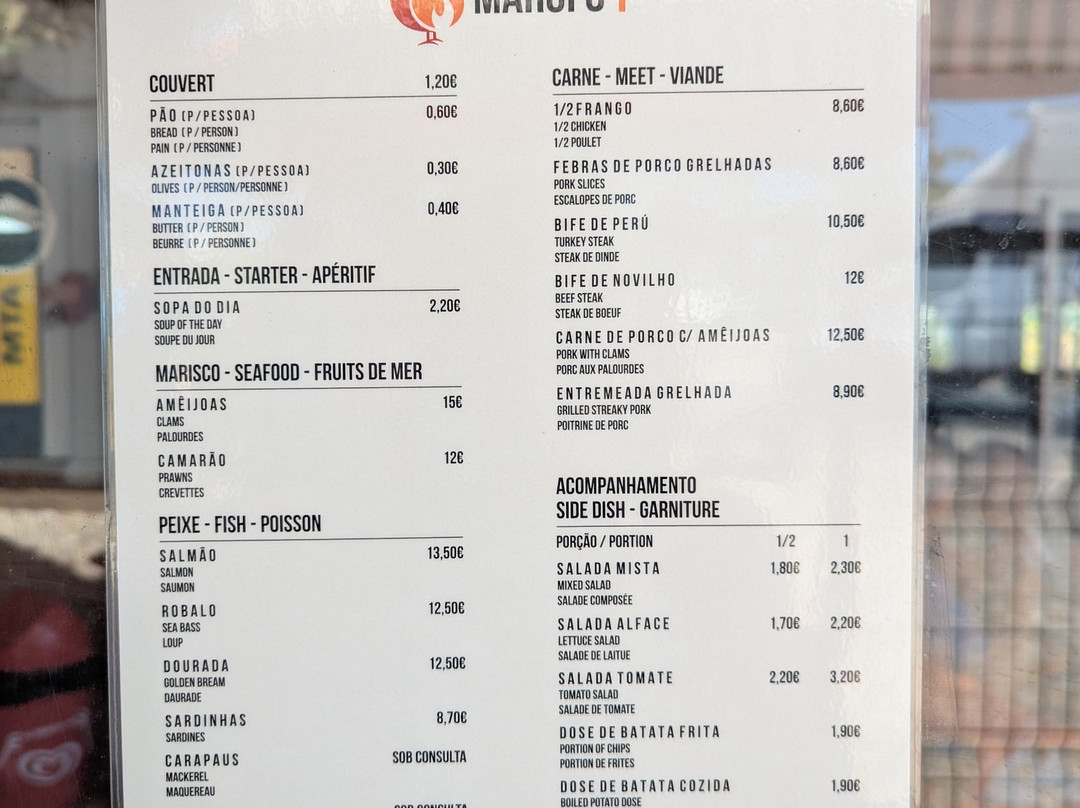 COUVERT 1,20€
PÃO (P/PESSOA) 0,60€
BREAD (P/PERSON)
PAIN (P/PERSONNE)
AZEITONAS (P/PESSOA) 0,30€
OLIVES (P/PERSON/PERSONNE)
MANTEIGA (P/PESSOA) 0,40€
BUTTER (P/PERSON)
BEURRE (P/PERSONNE)
ENTRADA - STARTER - APÉRITIF
SOPA DO DIA 2,20€
SOUP OF THE DAY
SOUPE DU JOUR
MARISCO - SEAFOOD - FRUITS DE MER
AMÊIJOAS 15€
CLAMS
PALOURDES
CAMARÃO 12€
PRAWNS
CREVETTES
PEIXE - FISH - POISSON
SALMÃO 13,50€
SALMON
SAUMON
ROBALO 12,50€
SEA BASS
LOUP
DOURADA 12,50€
GOLDEN BREAM
DAURADE
SARDINHAS 8,70€
SARDINES
CARAPAUS SOB CONSULTA
MACKEREL
MAQUEREAU
SOB CONSULTA
CARNE - MEET - VIANDE
1/2 FRANGO 8,60€
1/2 CHICKEN
1/2 POULET
FEBRAS DE PORCO GRELHADAS 8,60€
PORK SLICES
ESCALOPES DE PORC
BIFE DE PERÚ 10,50€
TURKEY STEAK
STEAK DE DINDE
BIFE DE NOVILHO 12€
BEEF STEAK
STEAK DE BOEUF
CARNE DE PORCO C/ AMÊIJOAS 12,50€
PORK WITH CLAMS
PORC AUX PALOURDES
ENTREMEADA GRELHADA 8,90€
GRILLED STREAKY PORK
POITRINE DE PORC
ACOMPANHAMENTO
SIDE DISH - GARNITURE
PORÇÃO / PORTION 1/2 1
SALADA MISTA 1,80€ 2,30€
MIXED SALAD
SALADE COMPOSÉE
SALADA ALFACE 1,70€ 2,20€
LETTUCE SALAD
SALADE DE LAITUE
SALADA TOMATE 2,20€ 3,20€
TOMATO SALAD
SALADE DE TOMATE
DOSE DE BATATA FRITA 1,90€
PORTION OF CHIPS
PORTION DE FRITES
DOSE DE BATATA COZIDA 1,90€
BOILED POTATO DOSE
MTA